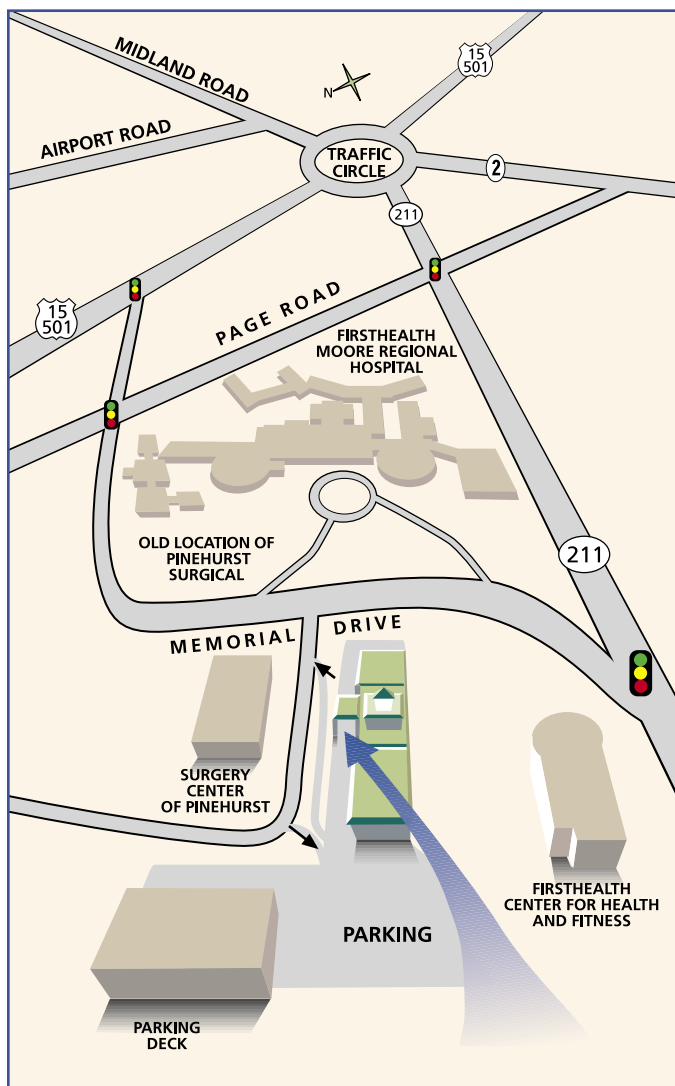 MIDLAND ROAD
15
501
N
AIRPORT ROAD
TRAFFIC
CIRCLE
2
211
15
501
PAGE ROAD
FIRSTHEALTH
MOORE REGIONAL
HOSPITAL
OLD LOCATION OF
PINEHURST
SURGICAL
211
MEMORIAL DRIVE
SURGERY
CENTER
OF PINEHURST
FIRSTHEALTH
CENTER FOR HEALTH
AND FITNESS
PARKING
PARKING
DECK